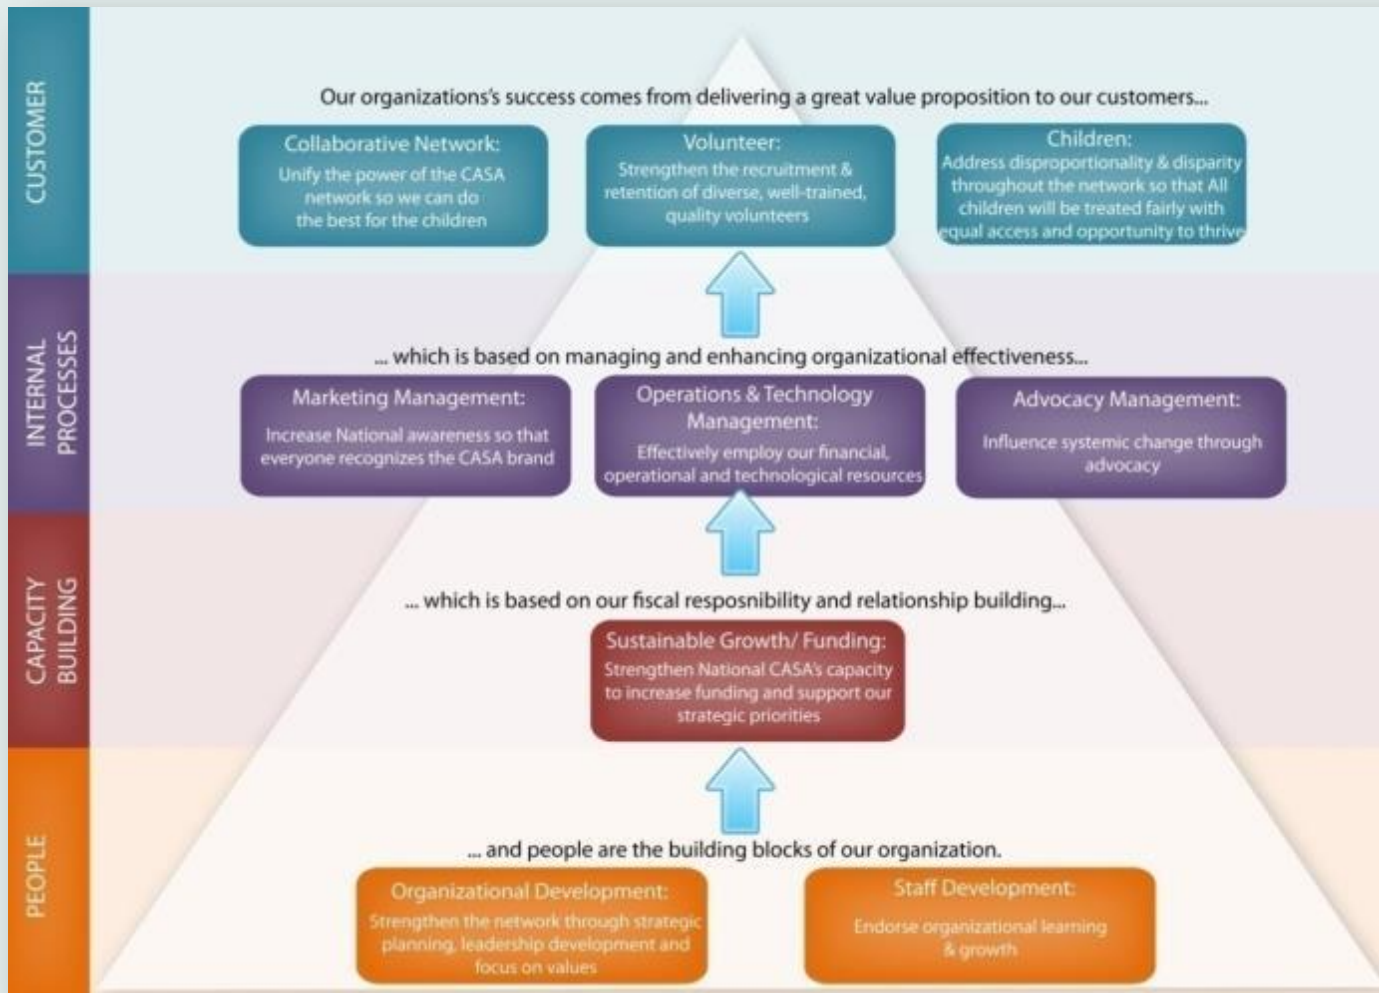 CUSTOMER
Our organizations's success comes from delivering a great value proposition to our customers...
Collaborative Network:
Unify the power of the CASA
network so we can do
the best for the children
Volunteer:
Strengthen the recruitment &
retention of diverse, well-trained,
quality volunteers
Children:
Address disproportionality & disparity
throughout the network so that All
children will be treated fairly with
equal access and opportunity to thrive
INTERNAL
PROCESSES
... which is based on managing and enhancing organizational effectiveness...
Marketing Management:
Increase National awareness so that
everyone recognizes the CASA brand
Operations & Technology
Management:
Effectively employ our financial,
operational and technological resources
Advocacy Management:
Influence systemic change through
advocacy
CAPACITY
BUILDING
... which is based on our fiscal resposnibility and relationship building...
Sustainable Growth/ Funding:
Strengthen National CASA's capacity
to increase funding and support our
strategic priorities
PEOPLE
... and people are the building blocks of our organization.
Organizational Development:
Strengthen the network through strategic
planning, leadership development and
focus on values
Staff Development:
Endorse organizational learning
& growth